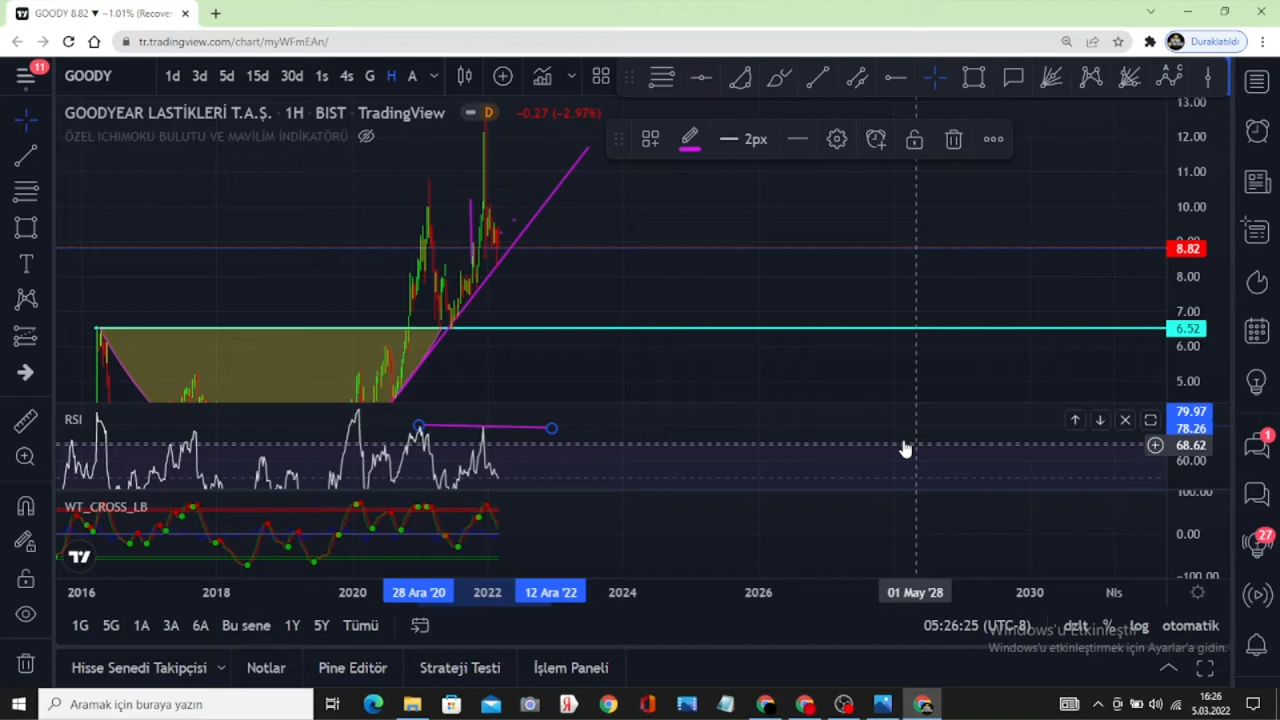 GOODY 8.82 ▼ −1.01% (Recover
tr.tradingview.com/chart/myWFmEAn/
Duraklatıldı
11
GOODY
1d 3d 5d 15d 30d 1s 4s G H A
GOODYEAR LASTİKLERİ T.A.Ş. · 1H · BIST · TradingView
D
−0.27 (−2.97%)
ÖZEL ICHIMOKU BULUTU VE MAVİLİM İNDİKATÖRÜ
2px
13.00
12.00
11.00
10.00
8.82
8.00
7.00
6.52
6.00
5.00
RSI
79.97
78.26
68.62
60.00
WT_CROSS_LB
100.00
0.00
−100.00
1
27
2016 2018 2020 28 Ara '20 2022 12 Ara '22 2024 2026 01 May '28 2030 Nis
1G 5G 1A 3A 6A Bu sene 1Y 5Y Tümü
05:26:25 (UTC-8) dzlt % log otomatik
Windows'u Etkinleştir
Windows'u etkinleştirmek için Ayarlar'a gidin.
Hisse Senedi Takipçisi Notlar Pine Editör Strateji Testi İşlem Paneli
Aramak için buraya yazın
16:26
5.03.2022